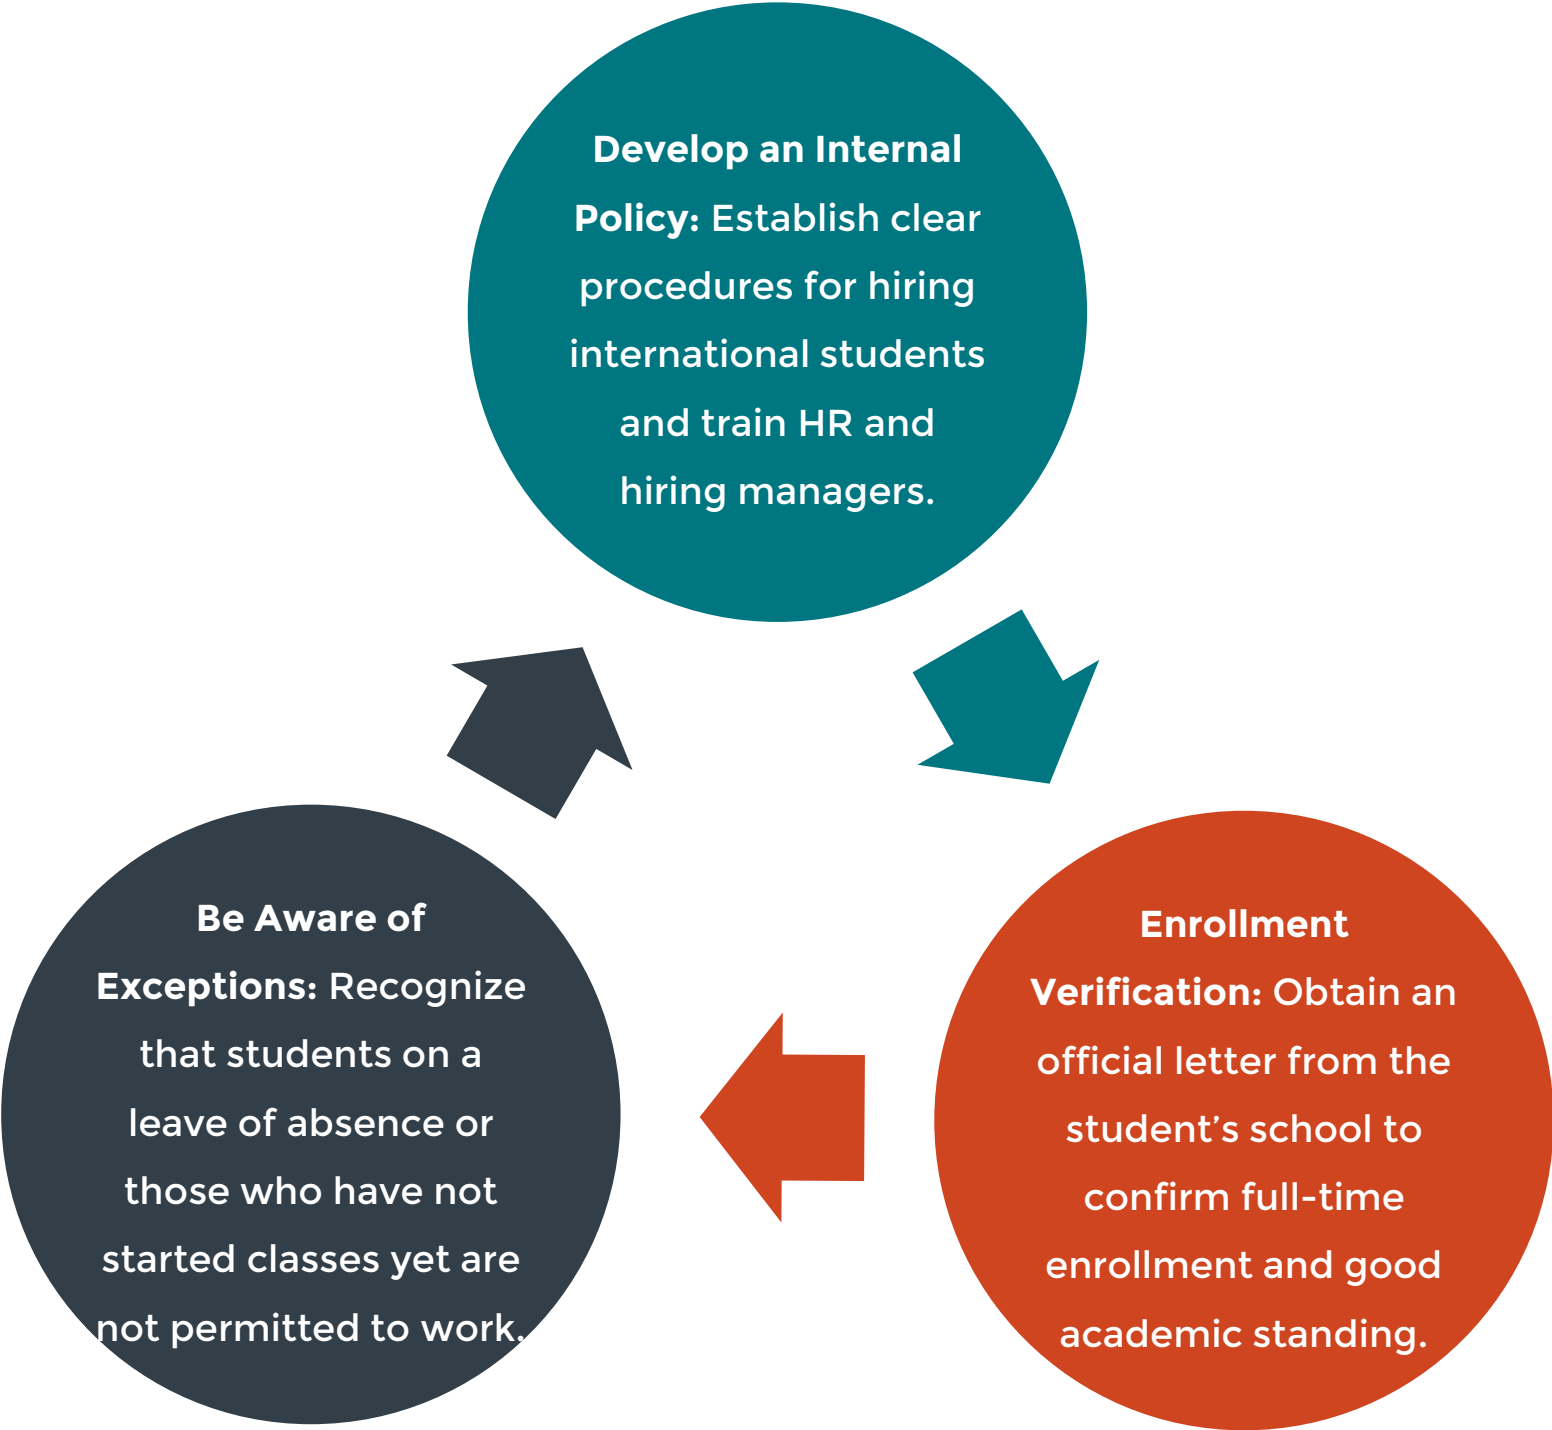 Develop an Internal
Policy: Establish clear
procedures for hiring
international students
and train HR and
hiring managers.
Enrollment
Verification: Obtain an
official letter from the
student’s school to
confirm full-time
enrollment and good
academic standing.
Be Aware of
Exceptions: Recognize
that students on a
leave of absence or
those who have not
started classes yet are
not permitted to work.